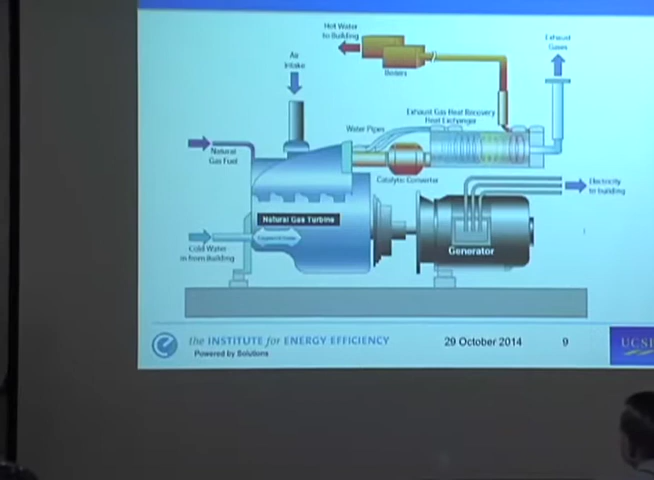 Hot Water
to Building
Exhaust
Gases
Air
Intake
Boilers
Exhaust Gas Heat Recovery
Heat Exchanger
Water Pipes
Natural
Gas Fuel
Catalytic Converter
Electricity
to building
Natural Gas Turbine
Generator
Cold Water
in from Building
the INSTITUTE for ENERGY EFFICIENCY
Powered by Solutions
29 October 2014
9
UCSB